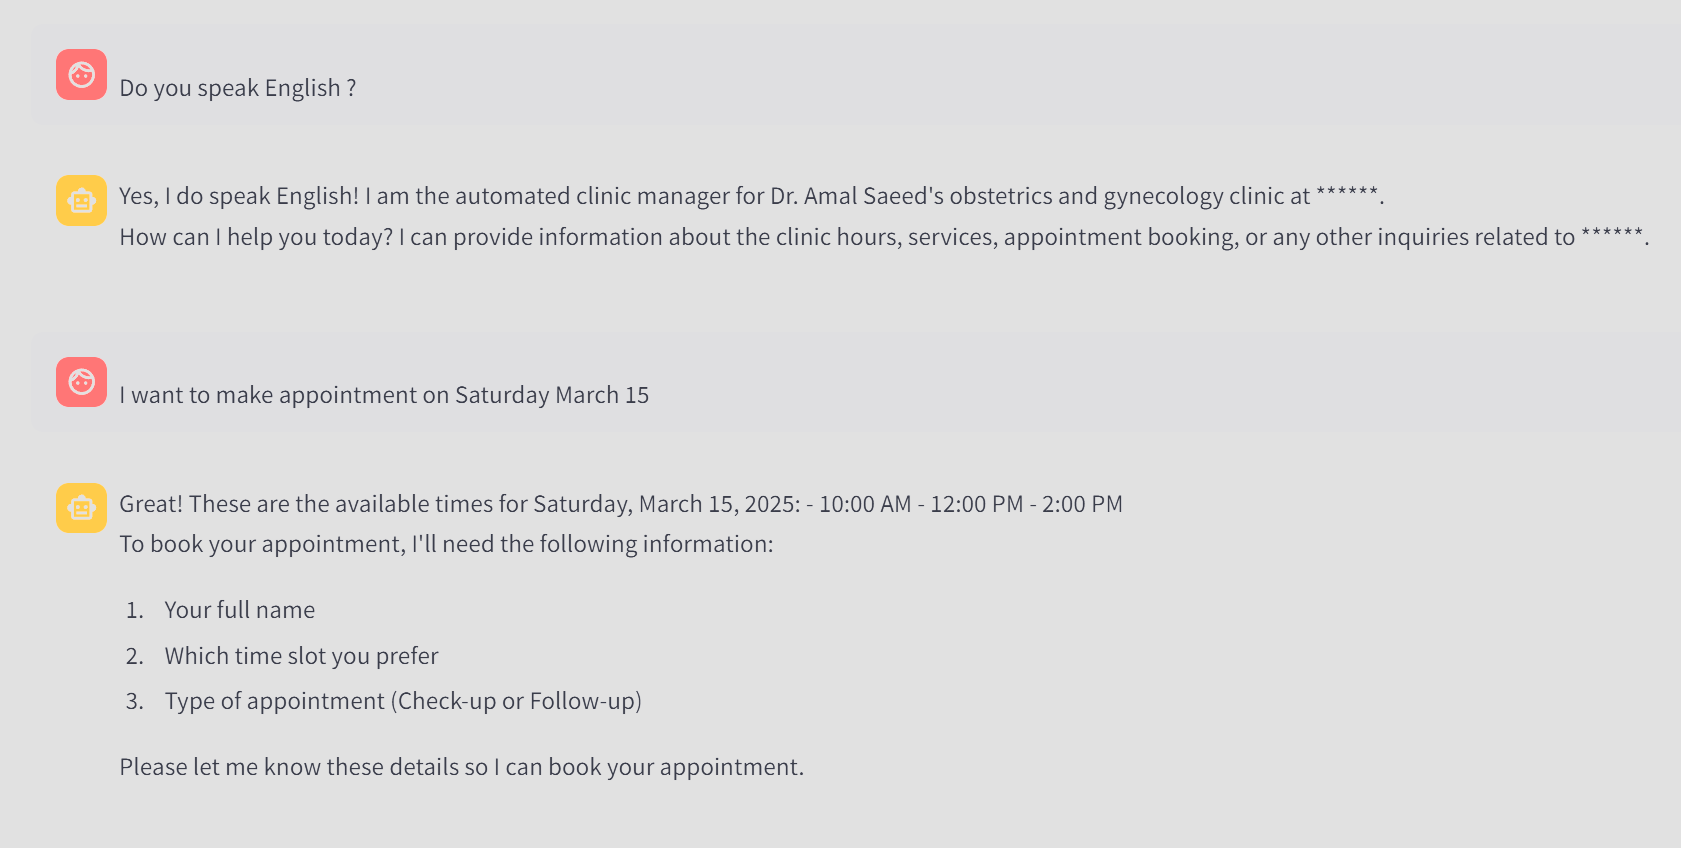 Do you speak English ?
Yes, I do speak English! I am the automated clinic manager for Dr. Amal Saeed's obstetrics and gynecology clinic at ******.
How can I help you today? I can provide information about the clinic hours, services, appointment booking, or any other inquiries related to ******.
I want to make appointment on Saturday March 15
Great! These are the available times for Saturday, March 15, 2025: - 10:00 AM - 12:00 PM - 2:00 PM
To book your appointment, I'll need the following information:
1. Your full name
2. Which time slot you prefer
3. Type of appointment (Check-up or Follow-up)
Please let me know these details so I can book your appointment.